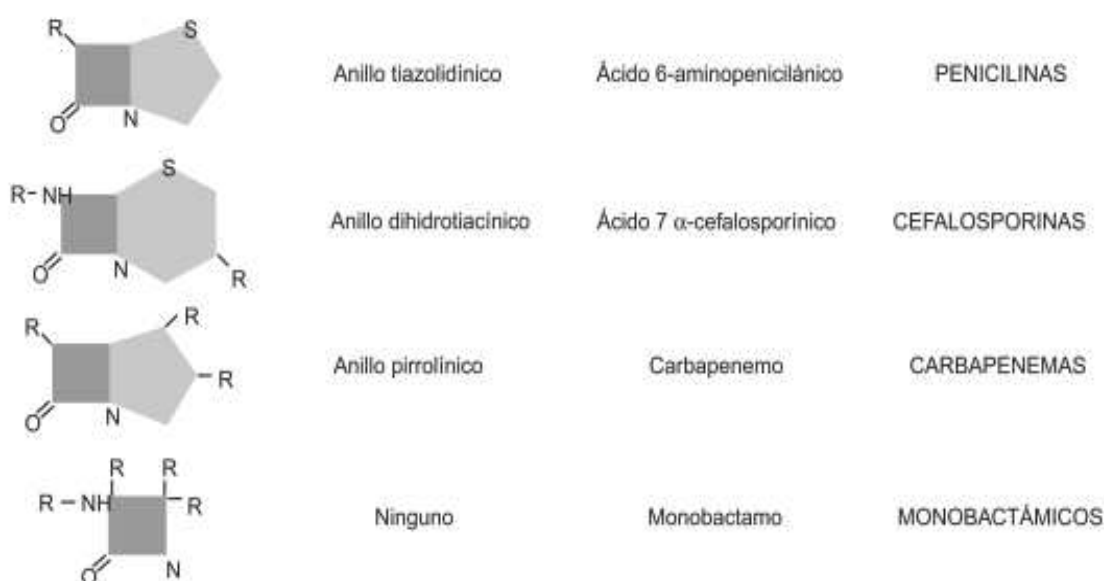 R S
Anillo tiazolidínico Ácido 6-aminopenicilánico PENICILINAS
O N
S
R- NH
Anillo dihidrotiacínico Ácido 7 α-cefalosporínico CEFALOSPORINAS
O N
R
R R
Anillo pirrolínico Carbapenemo CARBAPENEMAS
R
O N
R R
R - NH R
Ninguno Monobactamo MONOBACTÁMICOS
O N